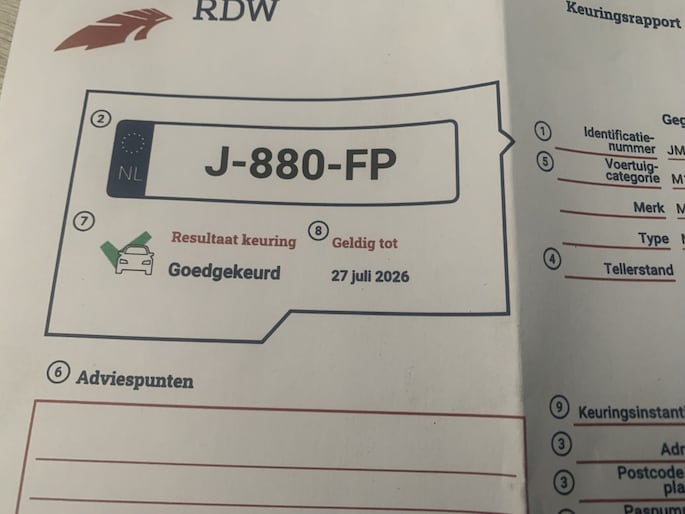 RDW
Keuringsrapport
2
NL
J-880-FP
7
Resultaat keuring
Goedgekeurd
8
Geldig tot
27 juli 2026
6 Adviespunten
1 Identificatie-
nummer JM
5 Voertuig-
categorie
Merk
Type
4 Tellerstand
9 Keuringsinstant
3 Adr
3 Postcode
pla